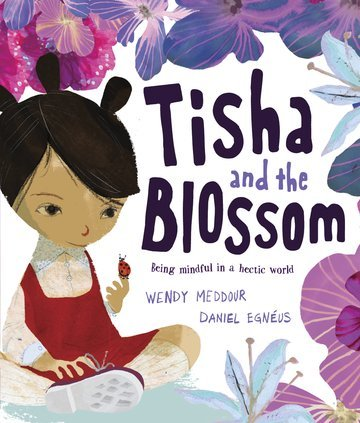 Tisha
and the
Blossom
Being mindful in a hectic world
WENDY MEDDOUR
DANIEL EGNÉUS